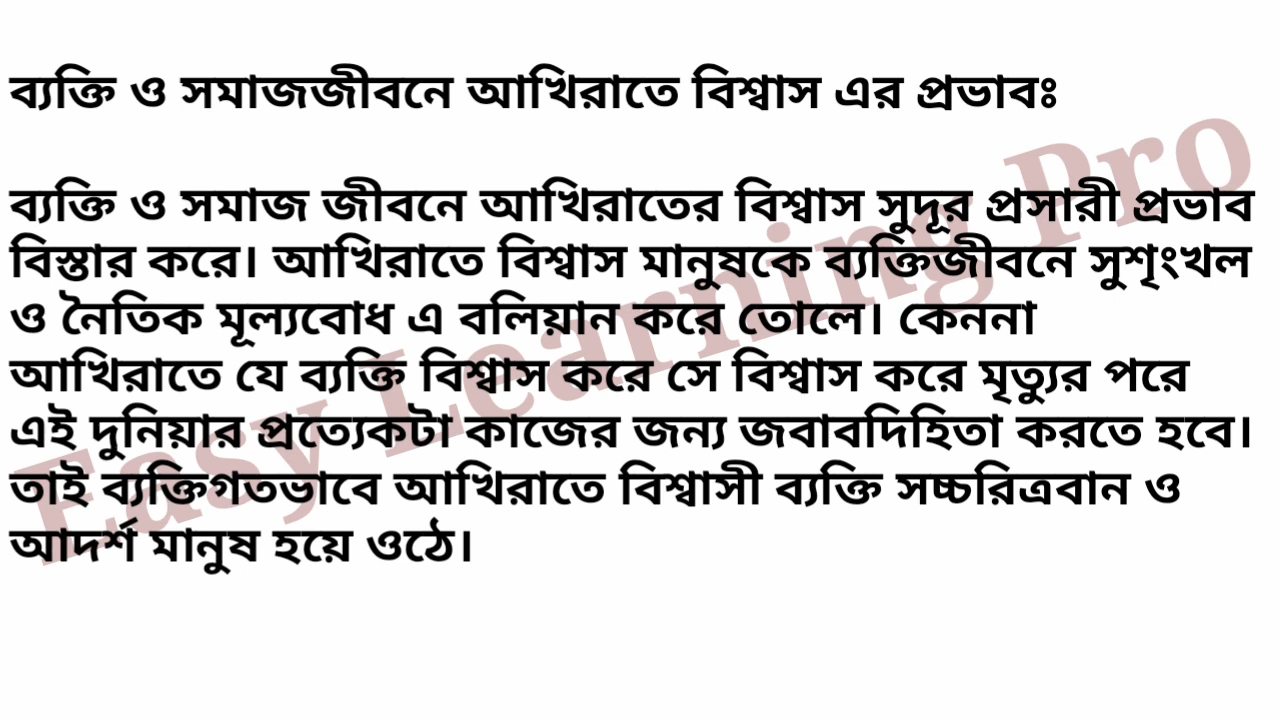 ব্যক্তি ও সমাজজীবনে আখিরাতে বিশ্বাস এর প্রভাবঃ
ব্যক্তি ও সমাজ জীবনে আখিরাতের বিশ্বাস সুদূর প্রসারী প্রভাব
বিস্তার করে। আখিরাতে বিশ্বাস মানুষকে ব্যক্তিজীবনে সুশৃংখল
ও নৈতিক মূল্যবোধ এ বলিয়ান করে তোলে। কেননা
আখিরাতে যে ব্যক্তি বিশ্বাস করে সে বিশ্বাস করে মৃত্যুর পরে
এই দুনিয়ার প্রত্যেকটা কাজের জন্য জবাবদিহিতা করতে হবে।
তাই ব্যক্তিগতভাবে আখিরাতে বিশ্বাসী ব্যক্তি সচ্চরিত্রবান ও
আদর্শ মানুষ হয়ে ওঠে।
Easy Learning Pro